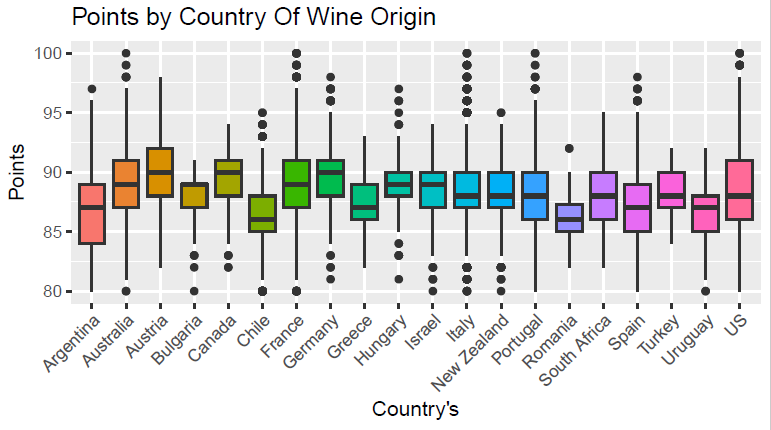 Points by Country Of Wine Origin
100
95
90
85
80
Points
Argentina
Australia
Austria
Bulgaria
Canada
Chile
France
Germany
Greece
Hungary
Israel
Italy
New Zealand
Portugal
Romania
South Africa
Spain
Turkey
Uruguay
US
Country's